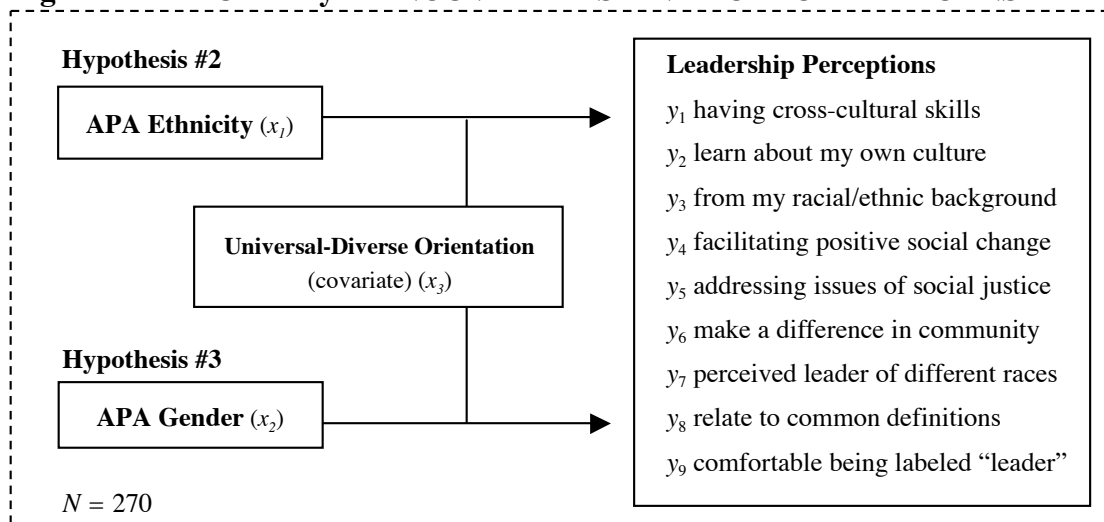 Hypothesis #2
APA Ethnicity (x₁)
Universal-Diverse Orientation
(covariate) (x₃)
Hypothesis #3
APA Gender (x₂)
N = 270
Leadership Perceptions
y₁ having cross-cultural skills
y₂ learn about my own culture
y₃ from my racial/ethnic background
y₄ facilitating positive social change
y₅ addressing issues of social justice
y₆ make a difference in community
y₇ perceived leader of different races
y₈ relate to common definitions
y₉ comfortable being labeled “leader”